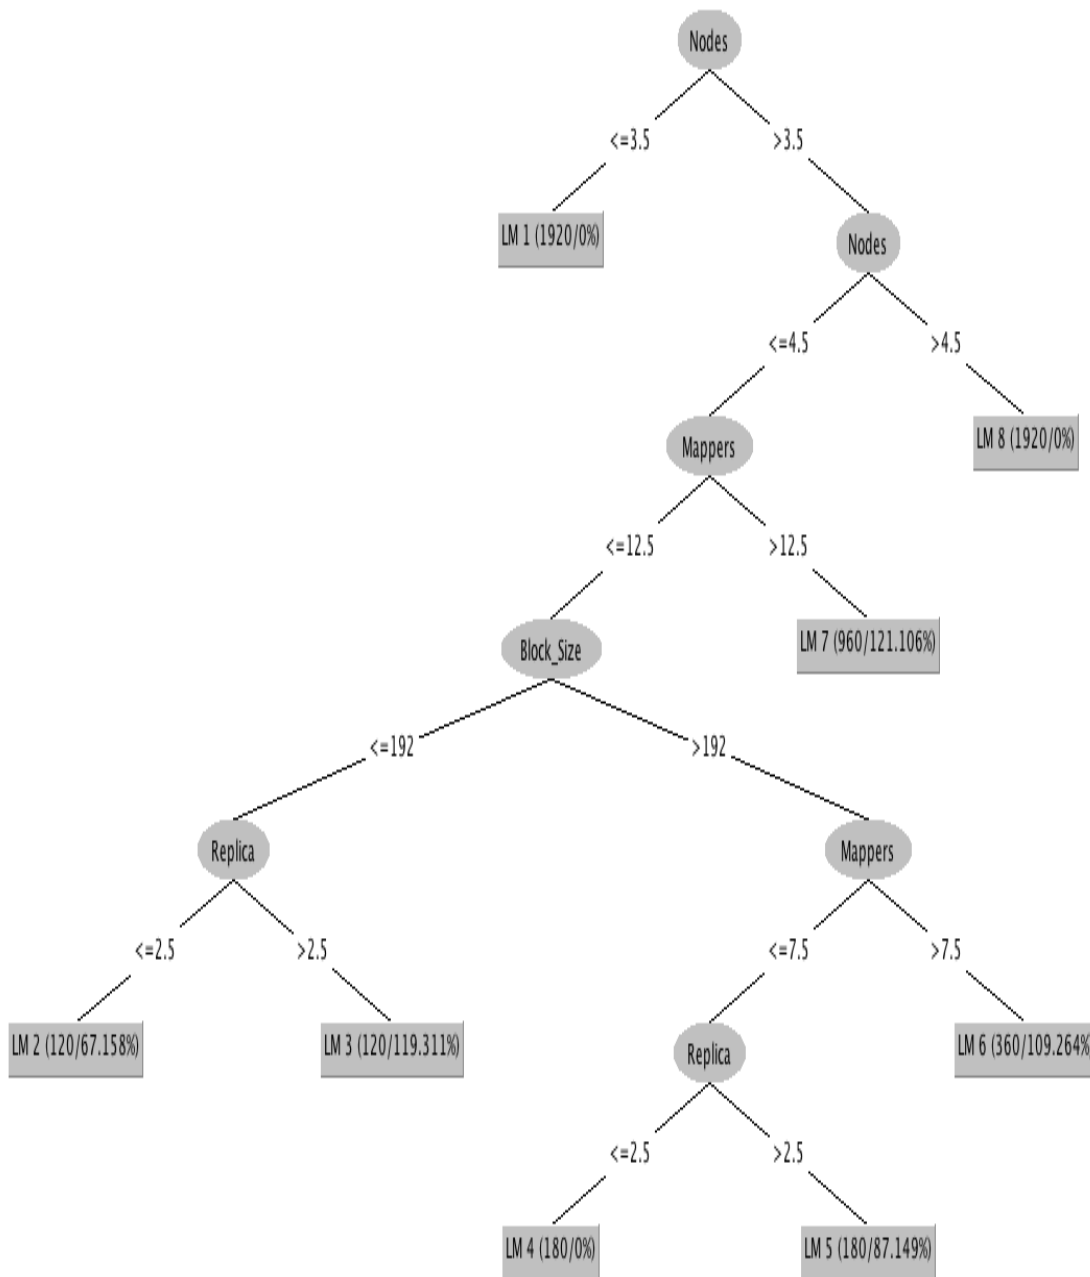 Nodes
<=3.5 >3.5
LM 1 (1920/0%)
Nodes
<=4.5 >4.5
Mappers
LM 8 (1920/0%)
<=12.5 >12.5
Block_Size
LM 7 (960/121.106%)
<=192 >192
Replica Mappers
<=2.5 >2.5 <=7.5 >7.5
LM 2 (120/67.158%) LM 3 (120/119.311%) Replica LM 6 (360/109.264%)
<=2.5 >2.5
LM 4 (180/0%) LM 5 (180/87.149%)